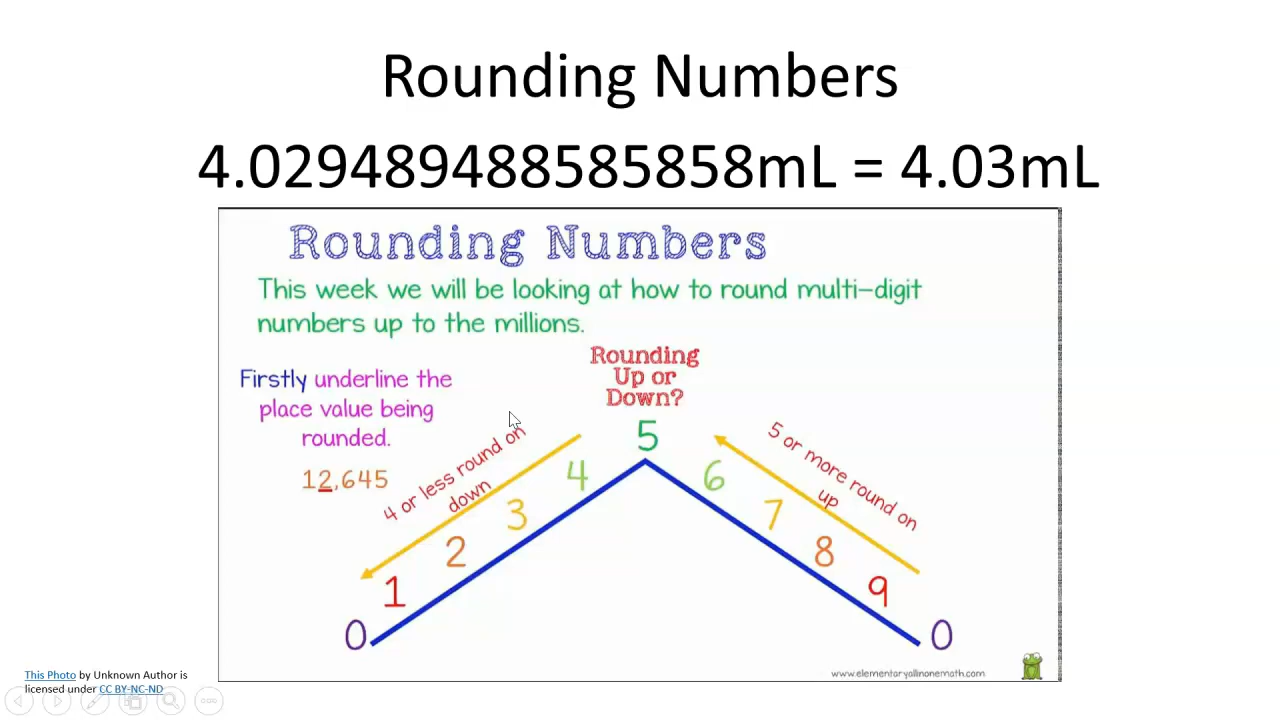 Rounding Numbers
4.0294894885858​58mL = 4.03mL
Rounding Numbers
This week we will be looking at how to round multi-digit
numbers up to the millions.
Rounding
Up or
Down?
Firstly underline the
place value being
rounded.
12,645
4 or less round on
down
5 or more round on
up
5
4
6
3
7
2
8
1
9
0
0
www.elementaryallinonemath.com
This Photo by Unknown Author is
licensed under CC BY-NC-ND